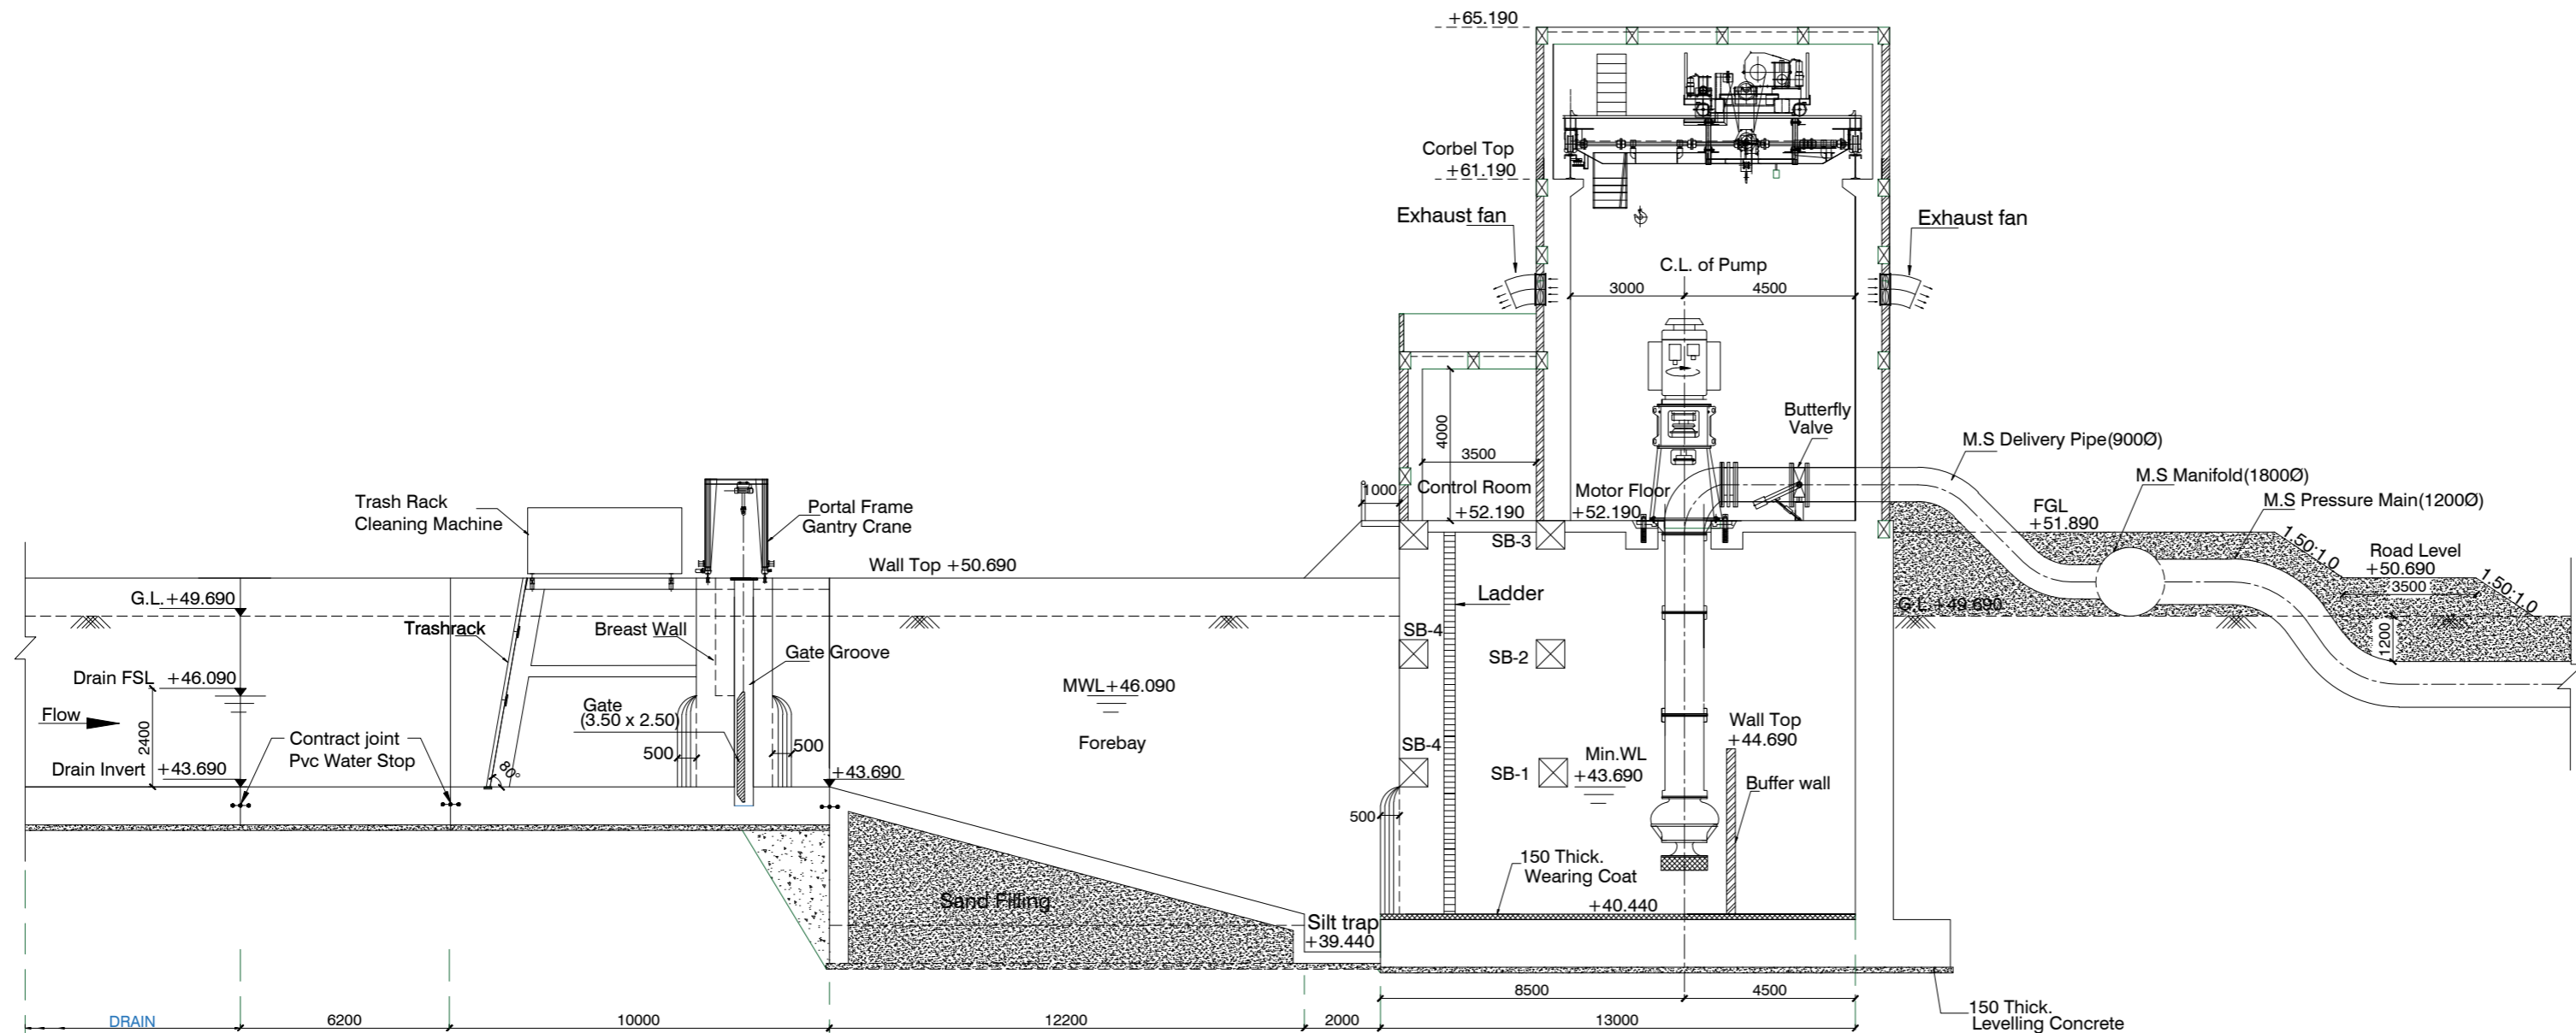 +65.190
Corbel Top
+61.190
Exhaust fan
Exhaust fan
C.L. of Pump
3000
4500
4000
3500
Butterfly
Valve
M.S Delivery Pipe(900Ø)
M.S Manifold(1800Ø)
M.S Pressure Main(1200Ø)
FGL
+51.890
1.50:1.0
Road Level
+50.690
3500
1.50:1.0
G.L.+49.690
1200
1000
Control Room
+52.190
Motor Floor
+52.190
SB-3
Trash Rack
Cleaning Machine
Portal Frame
Gantry Crane
Wall Top +50.690
G.L.+49.690
Trashrack
Breast Wall
Gate Groove
Ladder
SB-4
SB-2
Drain FSL +46.090
Flow
2400
Drain Invert +43.690
Contract joint
Pvc Water Stop
80°
Gate
(3.50 x 2.50)
500
500
MWL+46.090
Forebay
+43.690
SB-4
SB-1
Min.WL
+43.690
Wall Top
+44.690
Buffer wall
500
150 Thick.
Wearing Coat
+40.440
Sand Filling
Silt trap
+39.440
8500
4500
DRAIN
6200
10000
12200
2000
13000
150 Thick.
Levelling Concrete